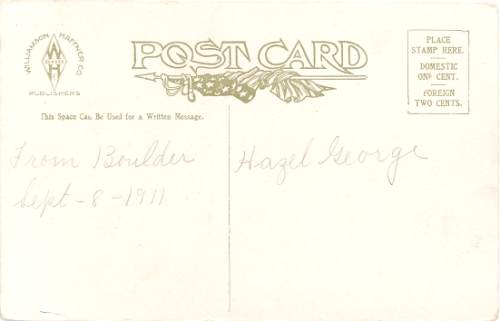 WILLIAMSON HAFFNER CO.
W
H
PUBLISHERS
POST CARD
PLACE
STAMP HERE.
DOMESTIC
ONE CENT.
FOREIGN
TWO CENTS.
This Space Can Be Used for a Written Message.
From Boulder
Sept-8-1911
Hazel George